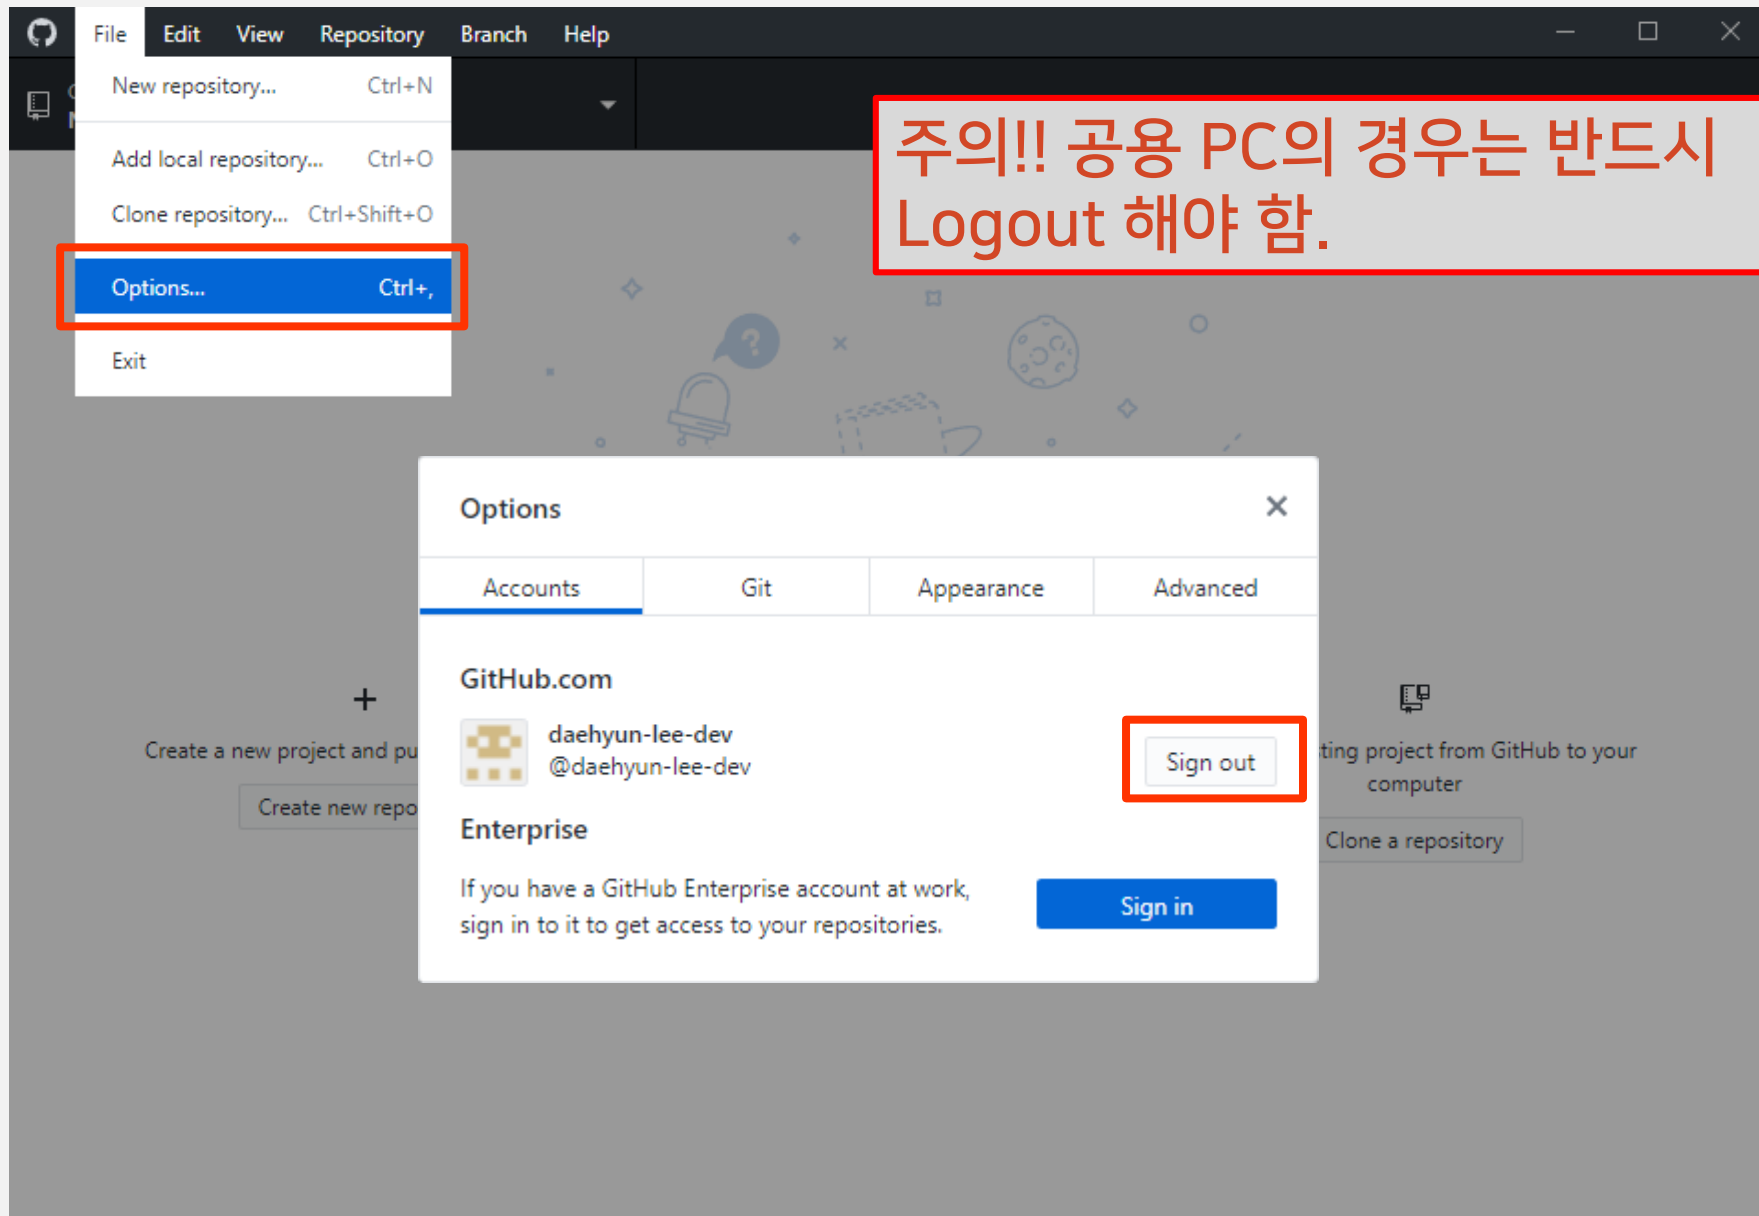 File Edit View Repository Branch Help
New repository... Ctrl+N
Add local repository... Ctrl+O
Clone repository... Ctrl+Shift+O
Options... Ctrl+,
Exit
주의!! 공용 PC의 경우는 반드시
Logout 해야 함.
Options
Accounts Git Appearance Advanced
GitHub.com
daehyun-lee-dev
@daehyun-lee-dev
Sign out
Enterprise
If you have a GitHub Enterprise account at work,
sign in to it to get access to your repositories.
Sign in
Create a new project and pu
Create new repo
ting project from GitHub to your
computer
Clone a repository